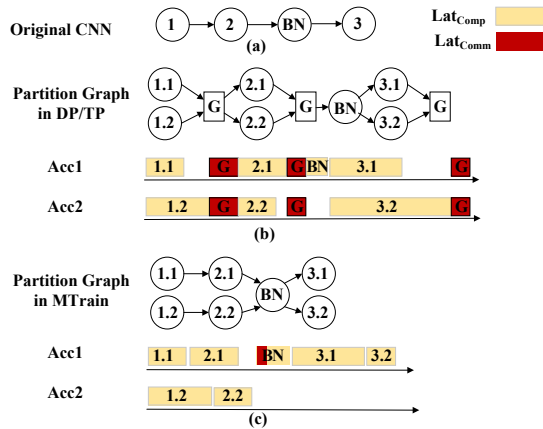 Lat_Comp
Lat_Comm
Original CNN
1 2 BN 3
(a)
Partition Graph in DP/TP
1.1 2.1 3.1
G G BN G
1.2 2.2 3.2
Acc1 1.1 G 2.1 G BN 3.1 G
Acc2 1.2 G 2.2 G 3.2 G
(b)
Partition Graph in MTrain
1.1 2.1 3.1
BN
1.2 2.2 3.2
Acc1 1.1 2.1 BN 3.1 3.2
Acc2 1.2 2.2
(c)